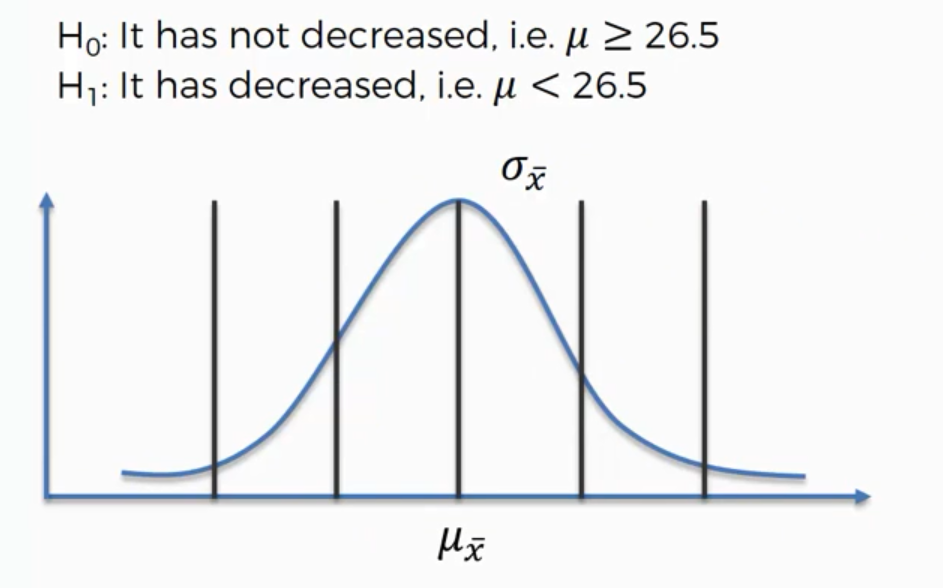 H₀: It has not decreased, i.e. μ ≥ 26.5
H₁: It has decreased, i.e. μ < 26.5
σx̄
μx̄